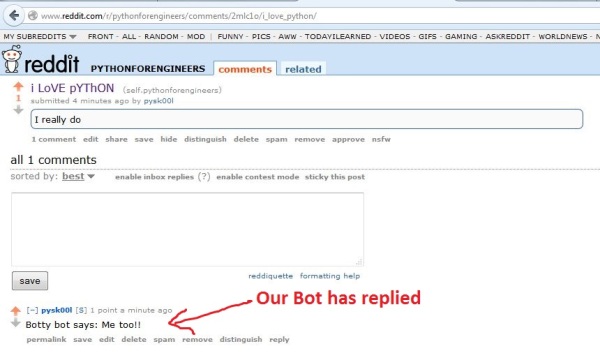 www.reddit.com/r/pythonforengineers/comments/2mlc1o/i_love_python/
MY SUBREDDITS ▼ FRONT - ALL - RANDOM - MOD | FUNNY - PICS - AWW - TODAYILEARNED - VIDEOS - GIFS - GAMING - ASKREDDIT - WORLDNEWS - N
reddit PYTHONFORENGINEERS comments related
i LoVE pYThON (self.pythonforengineers)
1
submitted 4 minutes ago by pysk00l
I really do
1 comment edit share save hide distinguish delete spam remove approve nsfw
all 1 comments
sorted by: best ▼ enable inbox replies (?) enable contest mode sticky this post
reddiquette formatting help
save
Our Bot has replied
[-] pysk00l [S] 1 point a minute ago
Botty bot says: Me too!!
permalink save edit delete spam remove distinguish reply